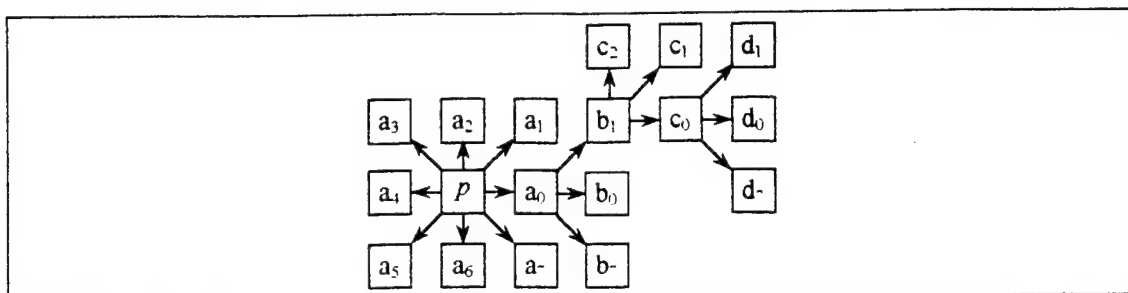 c₂ c₁ d₁
a₃ a₂ a₁ b₁ c₀ d₀
a₄ p a₀ b₀ d₋
a₅ a₆ a₋ b₋